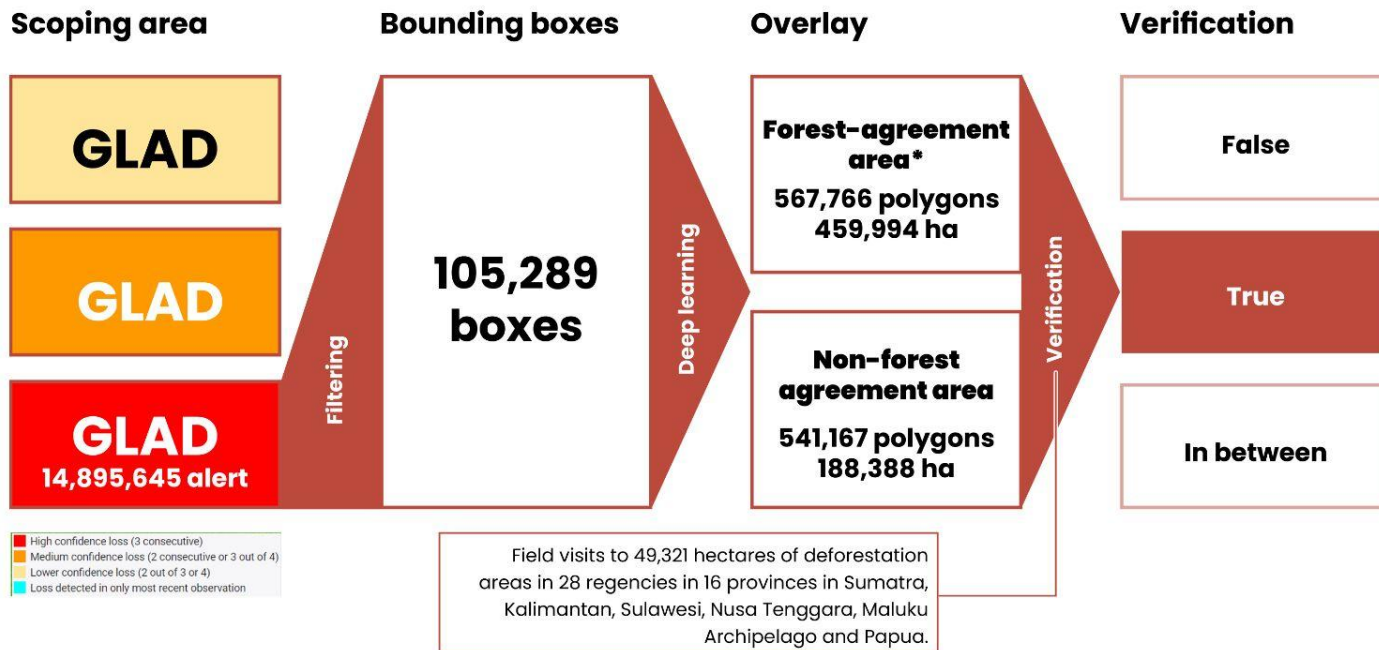 Scoping area
GLAD
GLAD
GLAD
14,895,645 alert
High confidence loss (3 consecutive)
Medium confidence loss (2 consecutive or 3 out of 4)
Lower confidence loss (2 out of 3 or 4)
Loss detected in only most recent observation
Filtering
Bounding boxes
105,289
boxes
Deep learning
Overlay
Forest-agreement
area*
567,766 polygons
459,994 ha
Non-forest
agreement area
541,167 polygons
188,388 ha
Verification
Field visits to 49,321 hectares of deforestation
areas in 28 regencies in 16 provinces in Sumatra,
Kalimantan, Sulawesi, Nusa Tenggara, Maluku
Archipelago and Papua.
Verification
False
True
In between